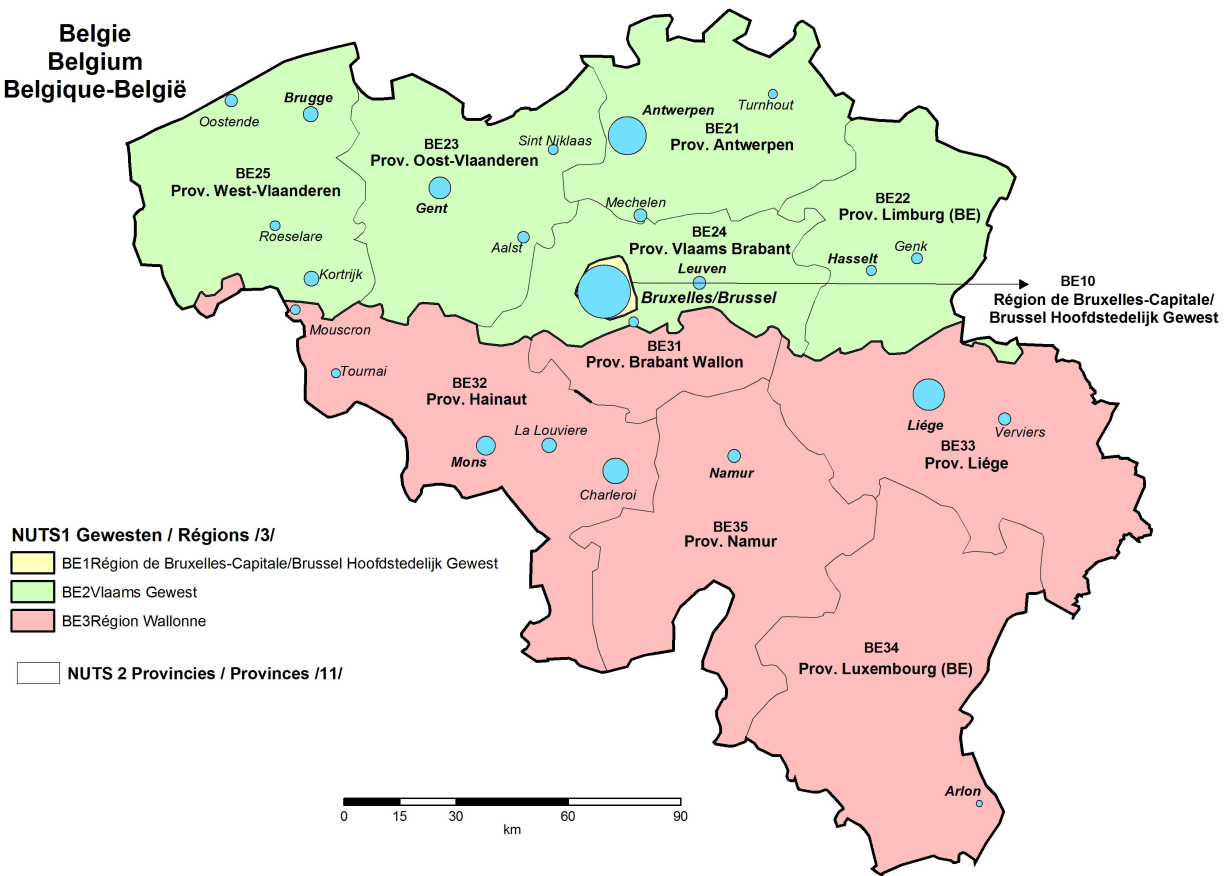 Belgie
Belgium
Belgique-België
Oostende
Brugge
Antwerpen
Turnhout
BE21
Prov. Antwerpen
Sint Niklaas
BE23
Prov. Oost-Vlaanderen
BE25
Prov. West-Vlaanderen
Gent
Mechelen
BE22
Prov. Limburg (BE)
Roeselare
Aalst
BE24
Prov. Vlaams Brabant
Hasselt
Genk
Kortrijk
Leuven
Bruxelles/Brussel
BE10
Région de Bruxelles-Capitale/
Brussel Hoofdstedelijk Gewest
Mouscron
BE31
Prov. Brabant Wallon
Tournai
BE32
Prov. Hainaut
La Louviere
Mons
Charleroi
Namur
Liége
Verviers
BE33
Prov. Liége
BE35
Prov. Namur
NUTS1 Gewesten / Régions /3/
BE1Région de Bruxelles-Capitale/Brussel Hoofdstedelijk Gewest
BE2Vlaams Gewest
BE3Région Wallonne
NUTS 2 Provincies / Provinces /11/
BE34
Prov. Luxembourg (BE)
Arlon
0 15 30 60 90
km